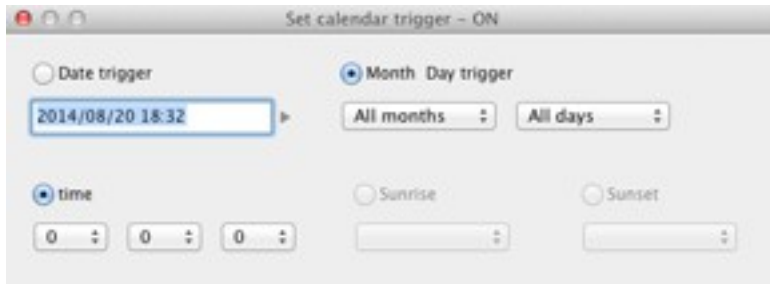 Set calendar trigger – ON
Date trigger
Month Day trigger
2014/08/20 18:32
All months
All days
time
Sunrise
Sunset
0 0 0